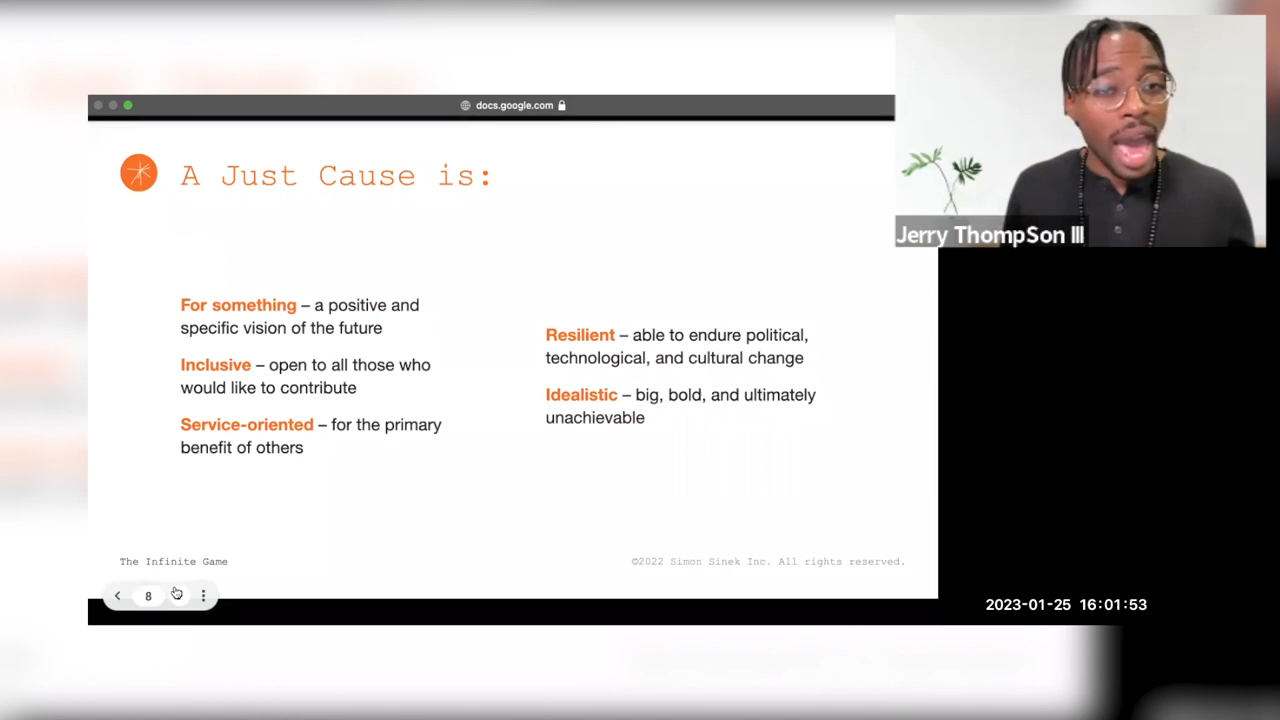 docs.google.com
A Just Cause is:
For something – a positive and
specific vision of the future
Inclusive – open to all those who
would like to contribute
Service-oriented – for the primary
benefit of others
Resilient – able to endure political,
technological, and cultural change
Idealistic – big, bold, and ultimately
unachievable
The Infinite Game
©2022 Simon Sinek Inc. All rights reserved.
8
Jerry ThompSon III
2023-01-25 16:01:53